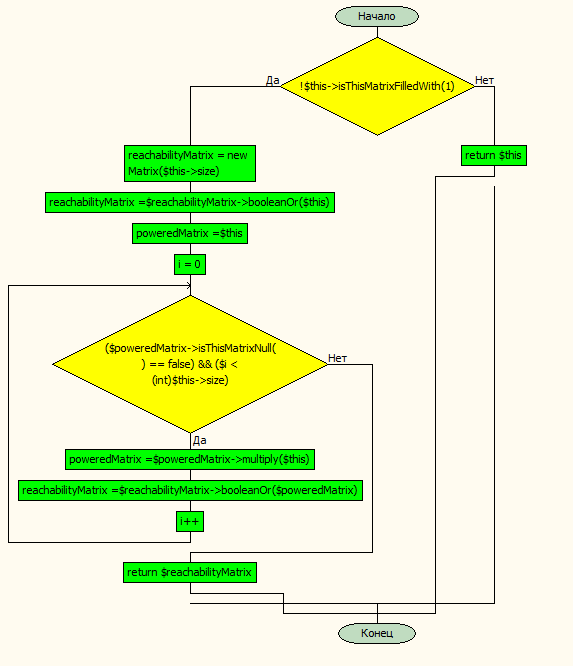 Начало
!$this->isThisMatrixFilledWith(1)
Да
Нет
reachabilityMatrix = new
Matrix($this->size)
return $this
reachabilityMatrix =$reachabilityMatrix->booleanOr($this)
poweredMatrix =$this
i = 0
($poweredMatrix->isThisMatrixNull(
) == false) && ($i <
(int)$this->size)
Нет
Да
poweredMatrix =$poweredMatrix->multiply($this)
reachabilityMatrix =$reachabilityMatrix->booleanOr($poweredMatrix)
i++
return $reachabilityMatrix
Конец